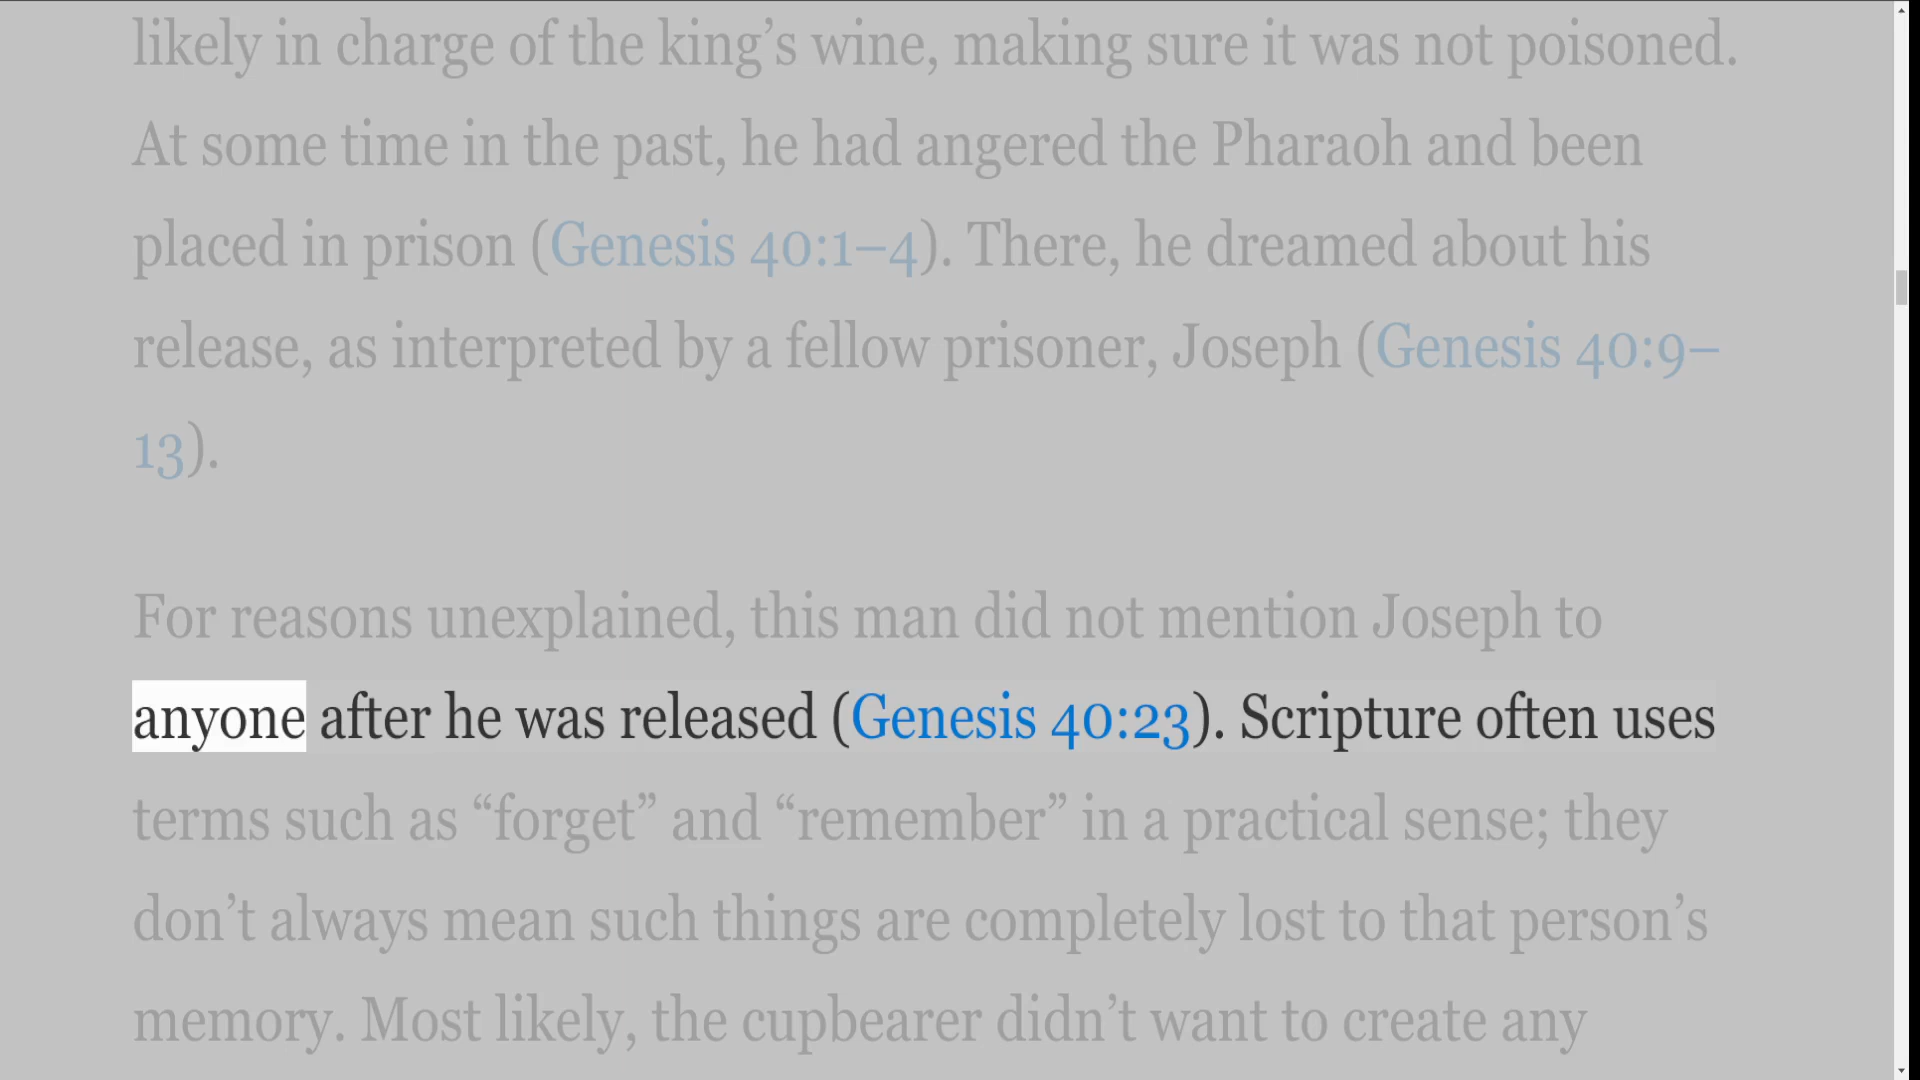 likely in charge of the king’s wine, making sure it was not poisoned.
At some time in the past, he had angered the Pharaoh and been
placed in prison (Genesis 40:1–4). There, he dreamed about his
release, as interpreted by a fellow prisoner, Joseph (Genesis 40:9–
13).
For reasons unexplained, this man did not mention Joseph to
anyone after he was released (Genesis 40:23). Scripture often uses
terms such as “forget” and “remember” in a practical sense; they
don’t always mean such things are completely lost to that person’s
memory. Most likely, the cupbearer didn’t want to create any